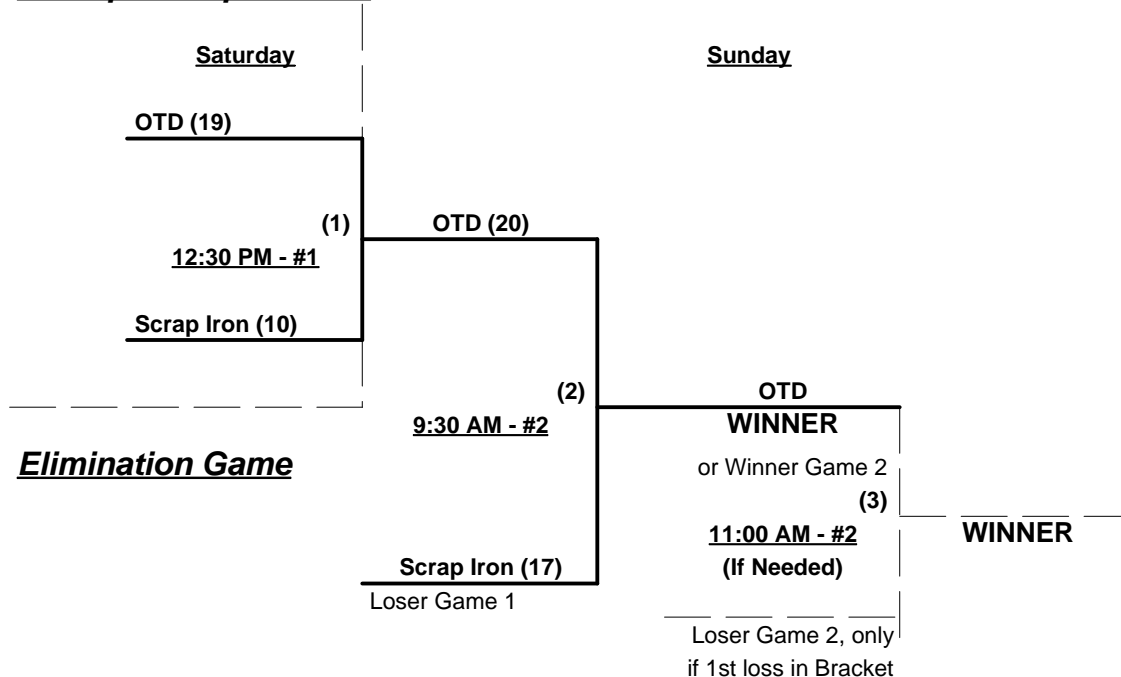 Saturday
Sunday
OTD (19)
(1)
OTD (20)
12:30 PM - #1
Scrap Iron (10)
(2)
OTD
9:30 AM - #2
WINNER
Elimination Game
or Winner Game 2
(3)
11:00 AM - #2
WINNER
(If Needed)
Scrap Iron (17)
Loser Game 1
Loser Game 2, only
if 1st loss in Bracket